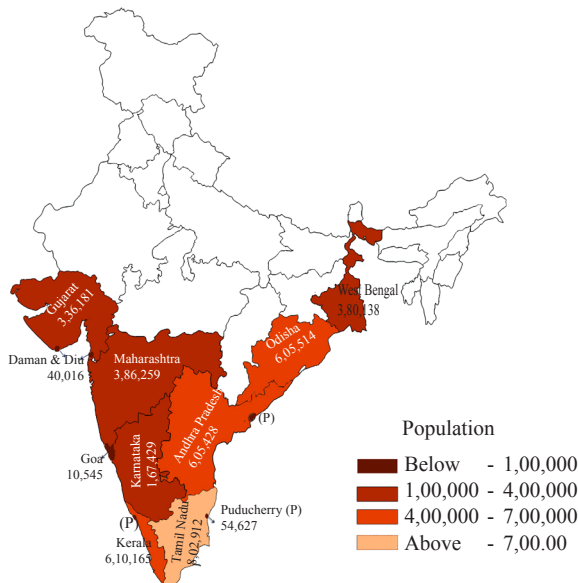 Gujarat
3,36,181
Daman & Diu
40,016
Maharashtra
3,86,259
West Bengal
3,80,138
Odisha
6,05,514
Andhra Pradesh
6,05,428
(P)
Goa
10,545
Karnataka
1,67,429
(P)
Kerala
6,10,165
Tamil Nadu
8,02,912
Puducherry (P)
54,627
Population
Below - 1,00,000
1,00,000 - 4,00,000
4,00,000 - 7,00,000
Above - 7,00.00